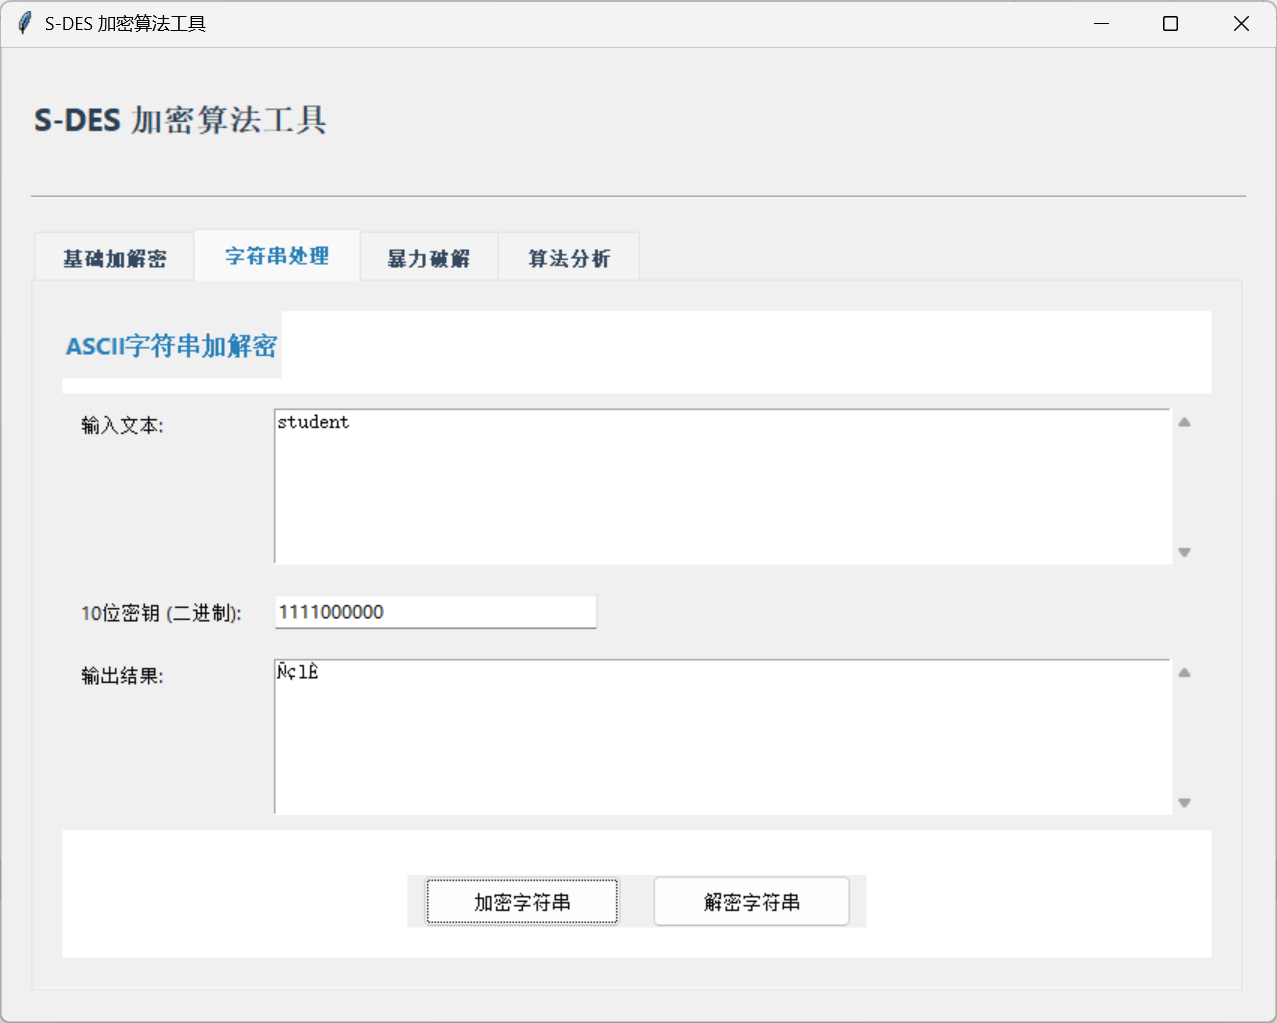 S-DES 加密算法工具
S-DES 加密算法工具
基础加解密 字符串处理 暴力破解 算法分析
ASCII字符串加解密
输入文本:
student
10位密钥 (二进制):
1111000000
输出结果:
ÑçlÈ
加密字符串 解密字符串